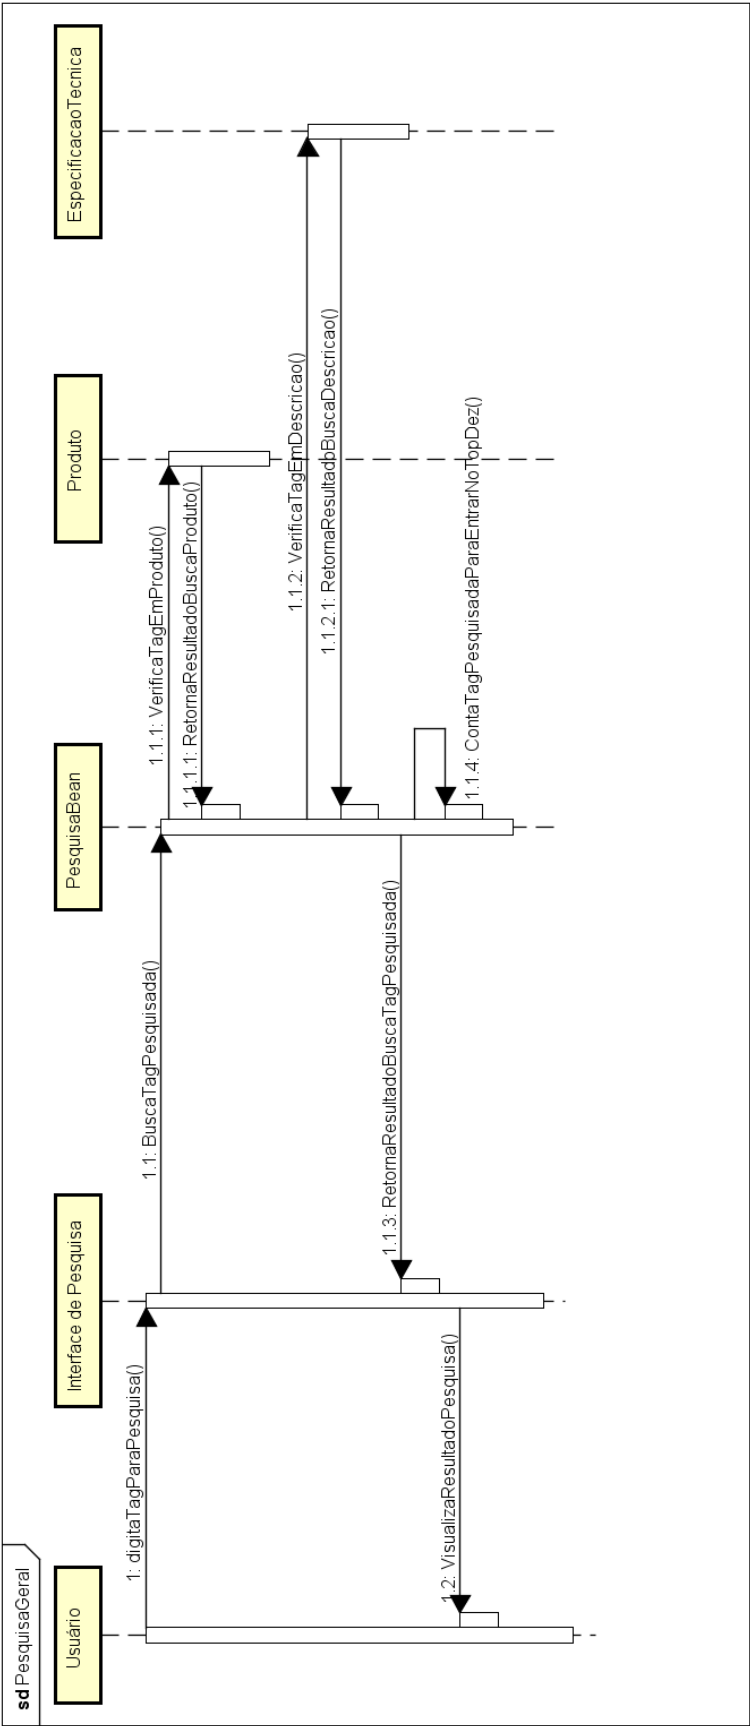 sd PesquisaGeral
Usuário
Interface de Pesquisa
PesquisaBean
Produto
EspecificacaoTecnica
1: digitaTagParaPesquisa()
1.1: BuscaTagPesquisada()
1.1.1: VerificaTagEmProduto()
1.1.1.1: RetornaResultadoBuscaProduto()
1.1.2: VerificaTagEmDescricao()
1.1.2.1: RetornaResultadoBuscaDescricao()
1.1.3: RetornaResultadoBuscaTagPesquisada()
1.2: VisualizaResultadoPesquisa()
1.1.4: ContaTagPesquisadaParaEntrarNoTopDez()